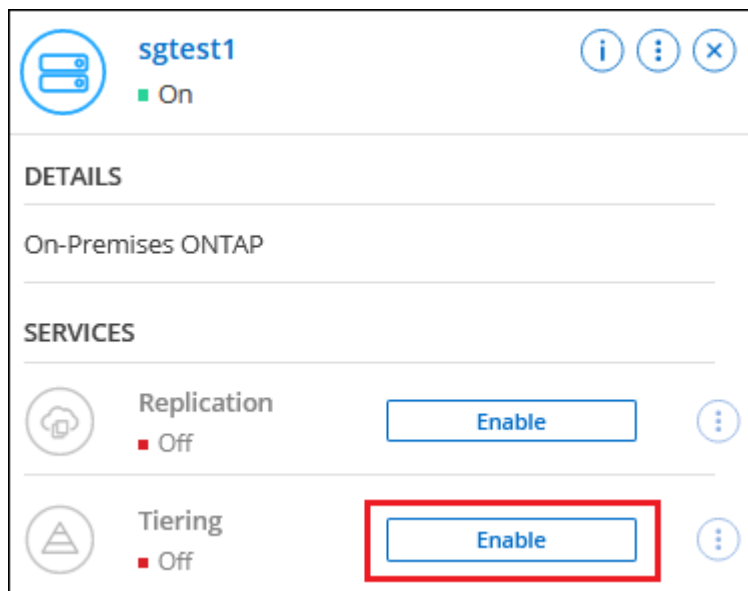 sgtest1
On
DETAILS
On-Premises ONTAP
SERVICES
Replication
Off
Enable
Tiering
Off
Enable